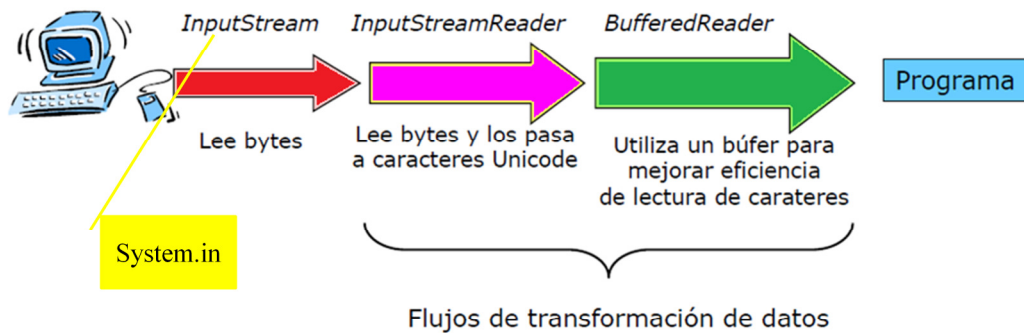 InputStream
InputStreamReader
BufferedReader
Programa
Lee bytes
Lee bytes y los pasa
a caracteres Unicode
Utiliza un búfer para
mejorar eficiencia
de lectura de carateres
System.in
Flujos de transformación de datos